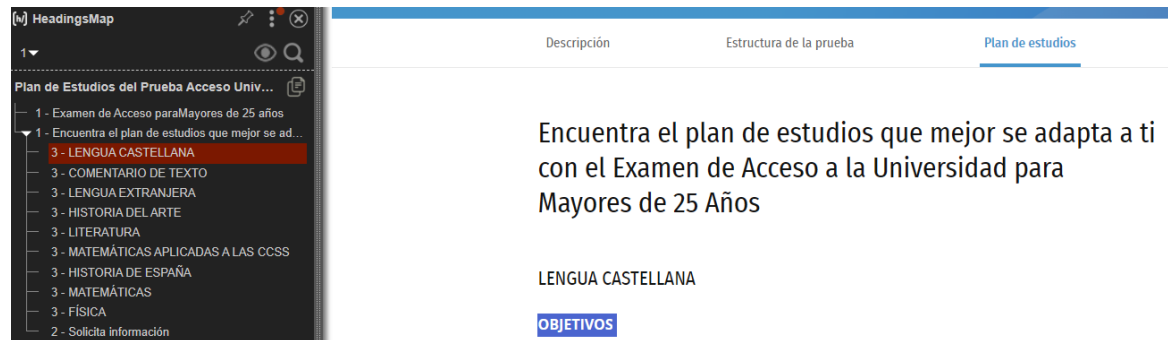 [h] HeadingsMap
1
Plan de Estudios del Prueba Acceso Univ...
1 - Examen de Acceso paraMayores de 25 años
1 - Encuentra el plan de estudios que mejor se ad...
3 - LENGUA CASTELLANA
3 - COMENTARIO DE TEXTO
3 - LENGUA EXTRANJERA
3 - HISTORIA DEL ARTE
3 - LITERATURA
3 - MATEMÁTICAS APLICADAS A LAS CCSS
3 - HISTORIA DE ESPAÑA
3 - MATEMÁTICAS
3 - FÍSICA
2 - Solicita información
Descripción
Estructura de la prueba
Plan de estudios
Encuentra el plan de estudios que mejor se adapta a ti
con el Examen de Acceso a la Universidad para
Mayores de 25 Años
LENGUA CASTELLANA
OBJETIVOS